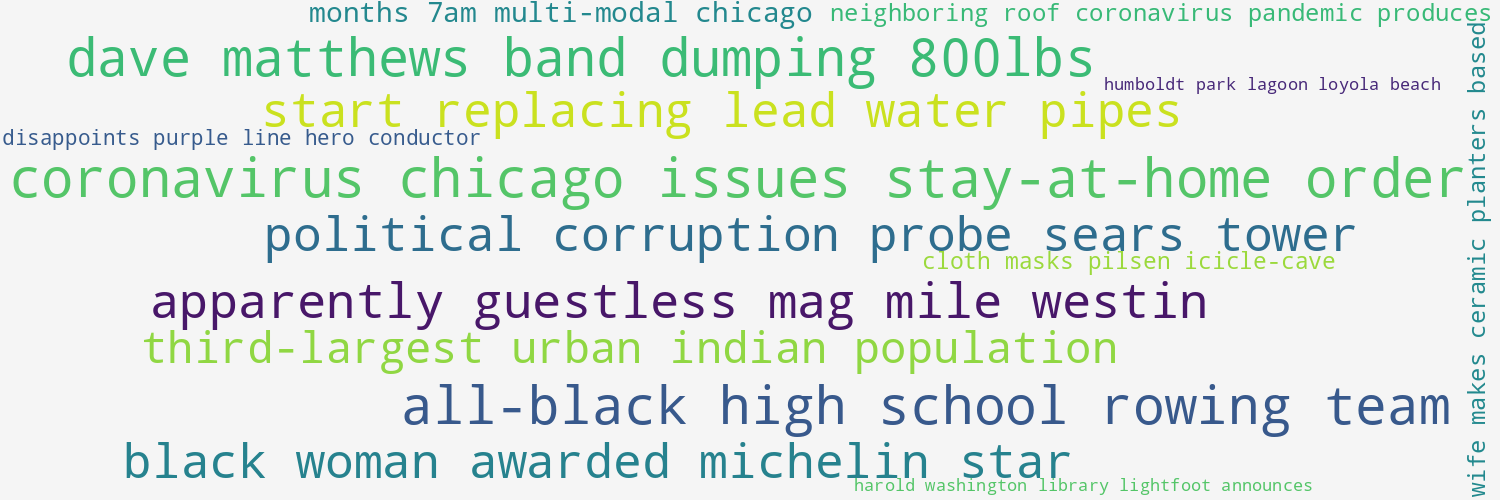 months 7am multi-modal chicago
neighboring roof coronavirus pandemic produces
dave matthews band dumping 800lbs
humboldt park lagoon loyola beach
start replacing lead water pipes
disappoints purple line hero conductor
coronavirus chicago issues stay-at-home order
political corruption probe sears tower
cloth masks pilsen icicle-cave
apparently guestless mag mile westin
third-largest urban indian population
all-black high school rowing team
black woman awarded michelin star
harold washington library lightfoot announces
wife makes ceramic planters based